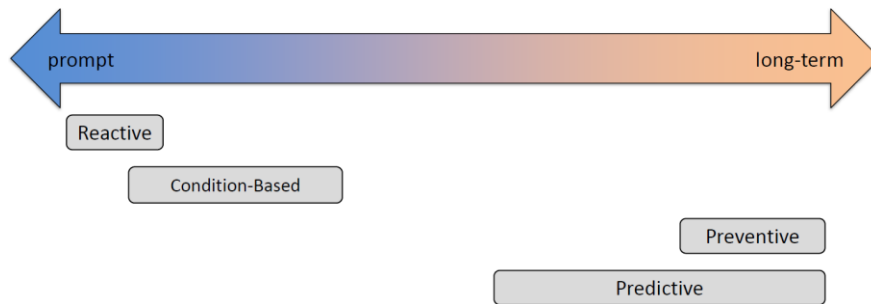 prompt
long-term
Reactive
Condition-Based
Preventive
Predictive